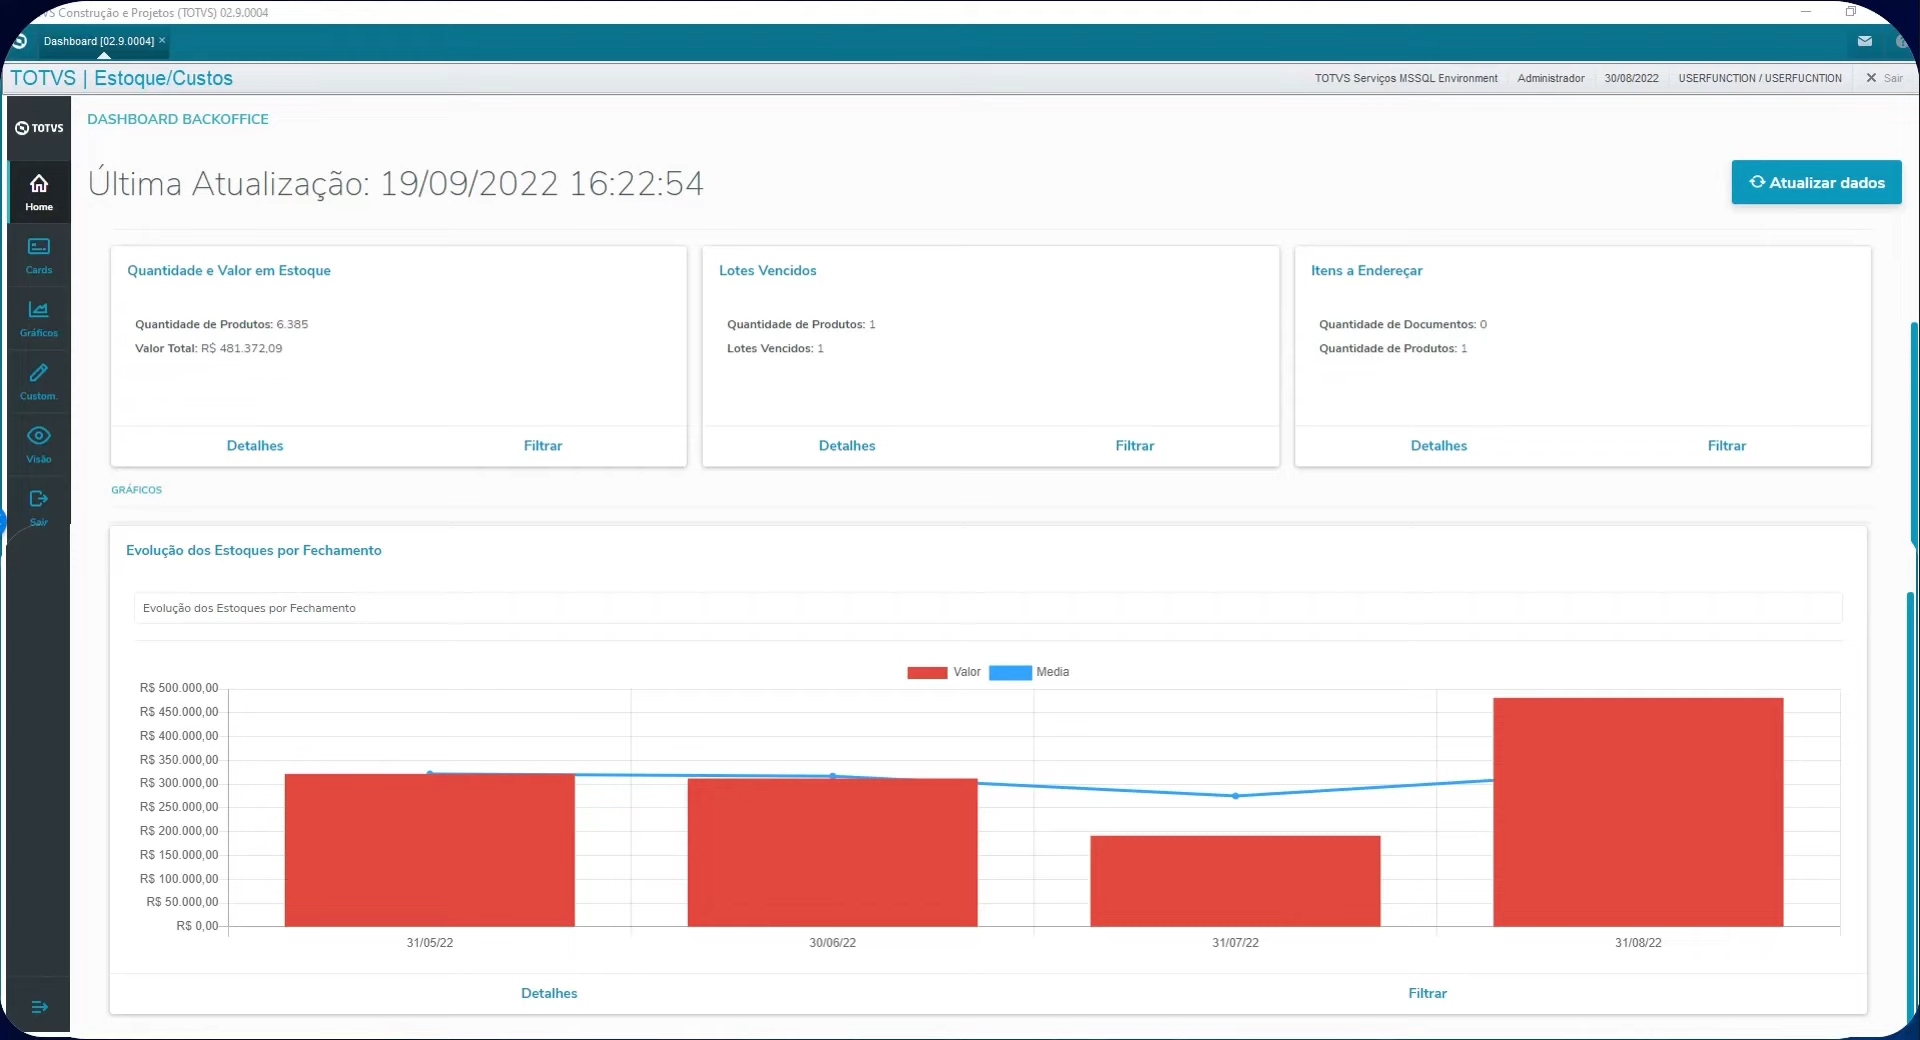 VS Construção e Projetos (TOTVS) 02.9.0004
Dashboard [02.9.0004]
TOTVS | Estoque/Custos
TOTVS Serviços MSSQL Environment Administrador 30/08/2022 USERFUNCTION / USERFUCNTION Sair
TOTVS
Home
Cards
Gráficos
Custom.
Visão
Sair
DASHBOARD BACKOFFICE
Última Atualização: 19/09/2022 16:22:54
Atualizar dados
Quantidade e Valor em Estoque
Quantidade de Produtos: 6.385
Valor Total: R$ 481.372,09
Detalhes Filtrar
Lotes Vencidos
Quantidade de Produtos: 1
Lotes Vencidos: 1
Detalhes Filtrar
Itens a Endereçar
Quantidade de Documentos: 0
Quantidade de Produtos: 1
Detalhes Filtrar
GRÁFICOS
Evolução dos Estoques por Fechamento
Evolução dos Estoques por Fechamento
Valor Media
R$ 500.000,00
R$ 450.000,00
R$ 400.000,00
R$ 350.000,00
R$ 300.000,00
R$ 250.000,00
R$ 200.000,00
R$ 150.000,00
R$ 100.000,00
R$ 50.000,00
R$ 0,00
31/05/22 30/06/22 31/07/22 31/08/22
Detalhes Filtrar